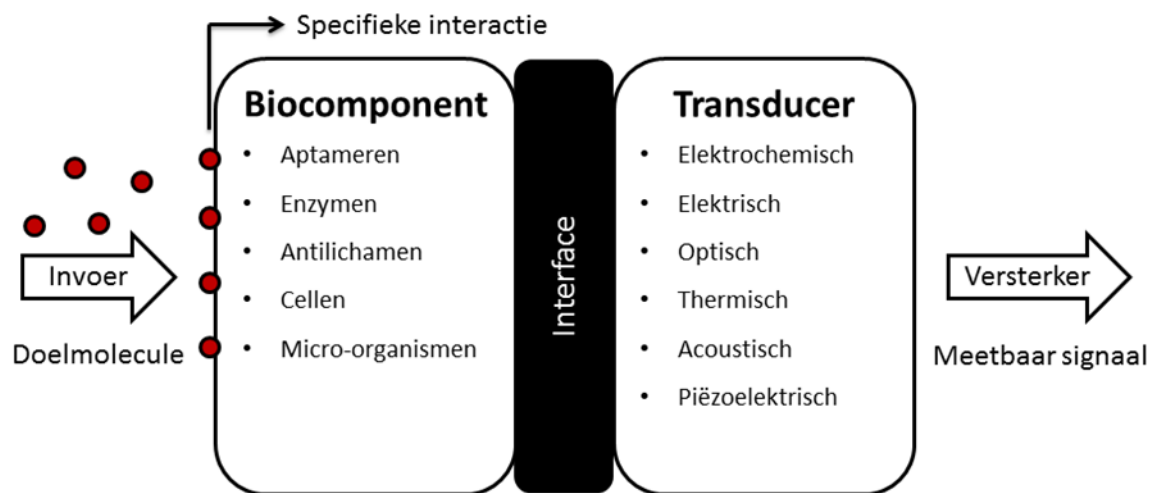 Specifieke interactie
Biocomponent
• Aptameren
• Enzymen
• Antilichamen
• Cellen
• Micro-organismen
Interface
Transducer
• Elektrochemisch
• Elektrisch
• Optisch
• Thermisch
• Acoustisch
• Piëzoelektrisch
Invoer
Doelmolecule
Versterker
Meetbaar signaal